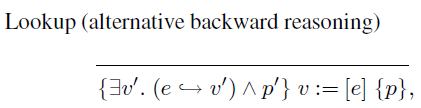 Lookup (alternative backward reasoning)
{∃v′. (e ↪ v′) ∧ p′} v := [e] {p},